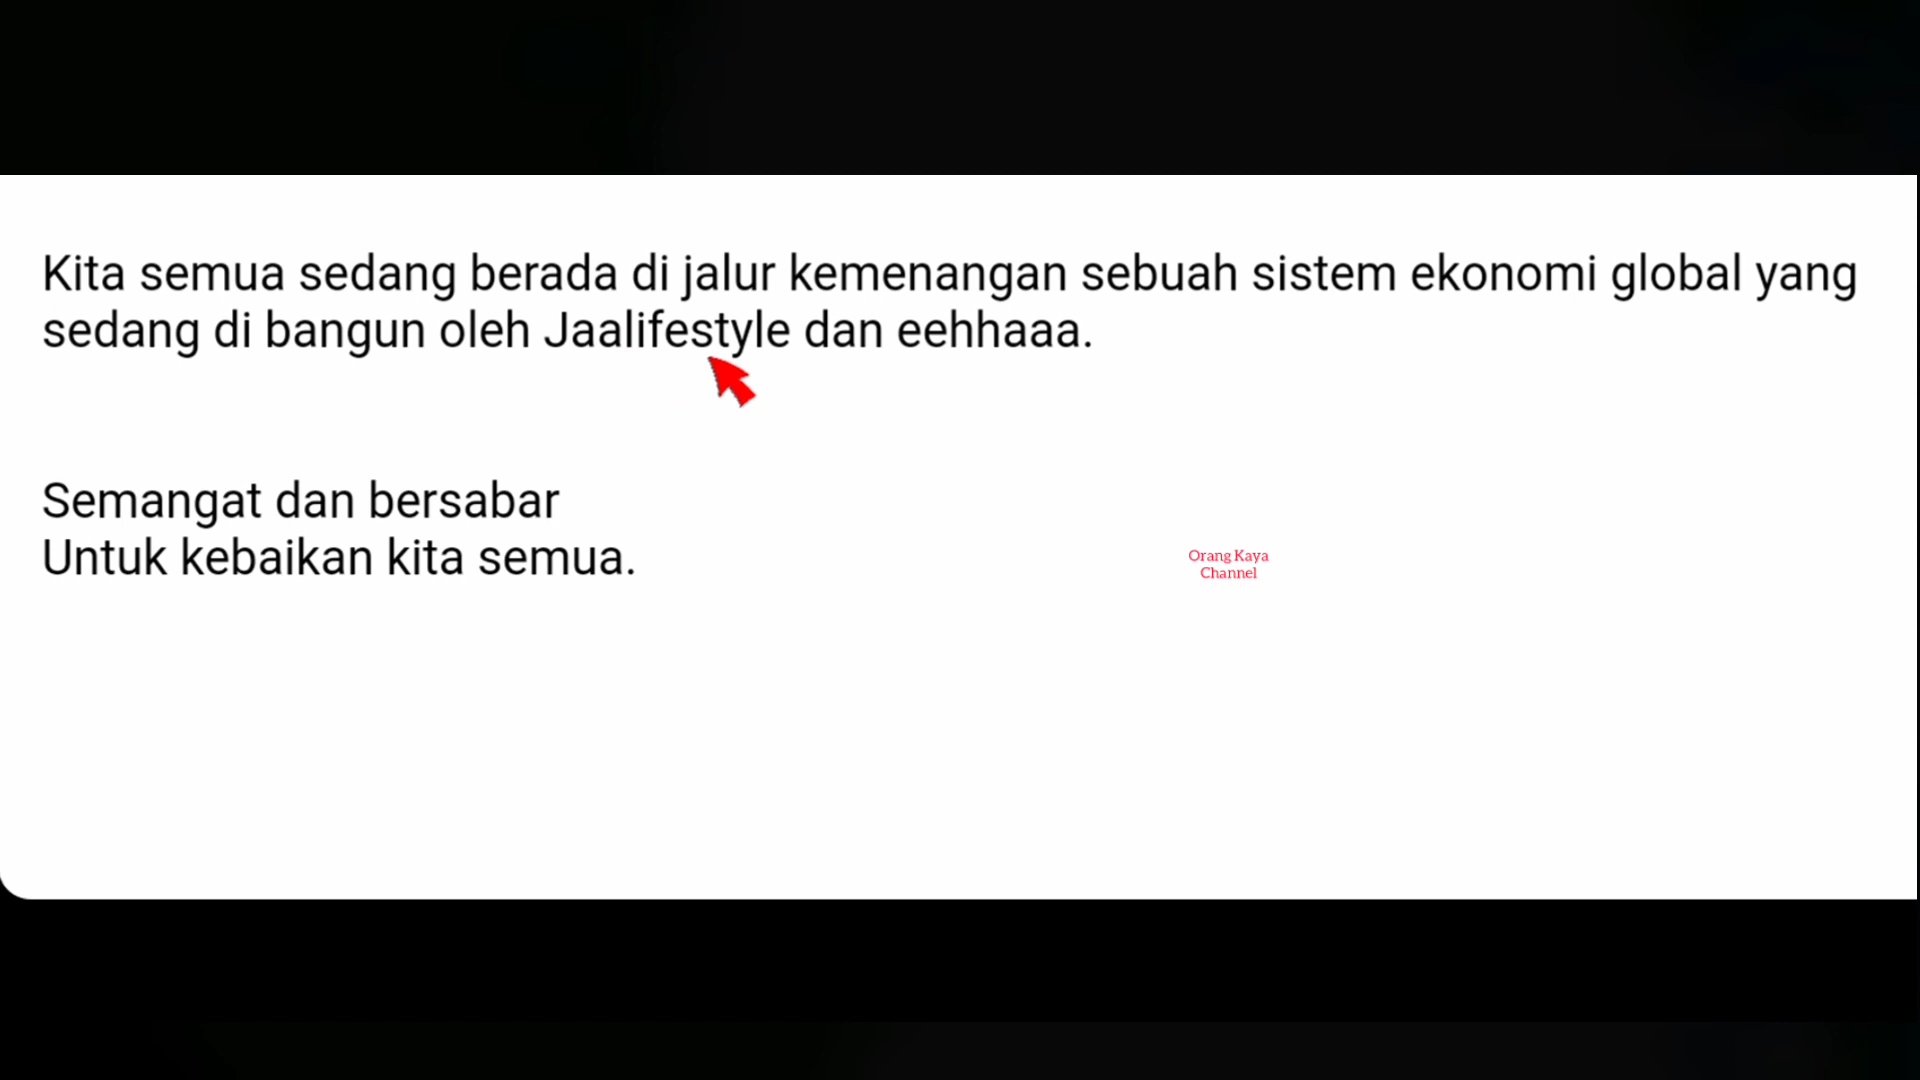 Kita semua sedang berada di jalur kemenangan sebuah sistem ekonomi global yang
sedang di bangun oleh Jaalifestyle dan eehhaaa.
Semangat dan bersabar
Untuk kebaikan kita semua.
Orang Kaya
Channel